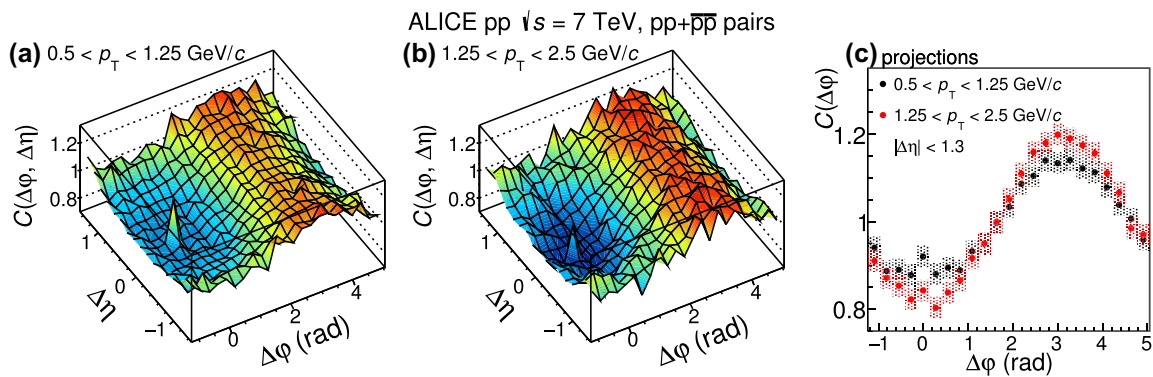 ALICE pp √s = 7 TeV, pp+p̅p̅ pairs
(a) 0.5 < p_T < 1.25 GeV/c
C(Δφ, Δη)
1.2
1
0.8
1
0
−1
Δη
0
2
4
Δφ (rad)
(b) 1.25 < p_T < 2.5 GeV/c
C(Δφ, Δη)
1.2
1
0.8
1
0
−1
Δη
0
2
4
Δφ (rad)
(c) projections
0.5 < p_T < 1.25 GeV/c
1.25 < p_T < 2.5 GeV/c
|Δη| < 1.3
C(Δφ)
1.2
1
0.8
−1 0 1 2 3 4 5
Δφ (rad)